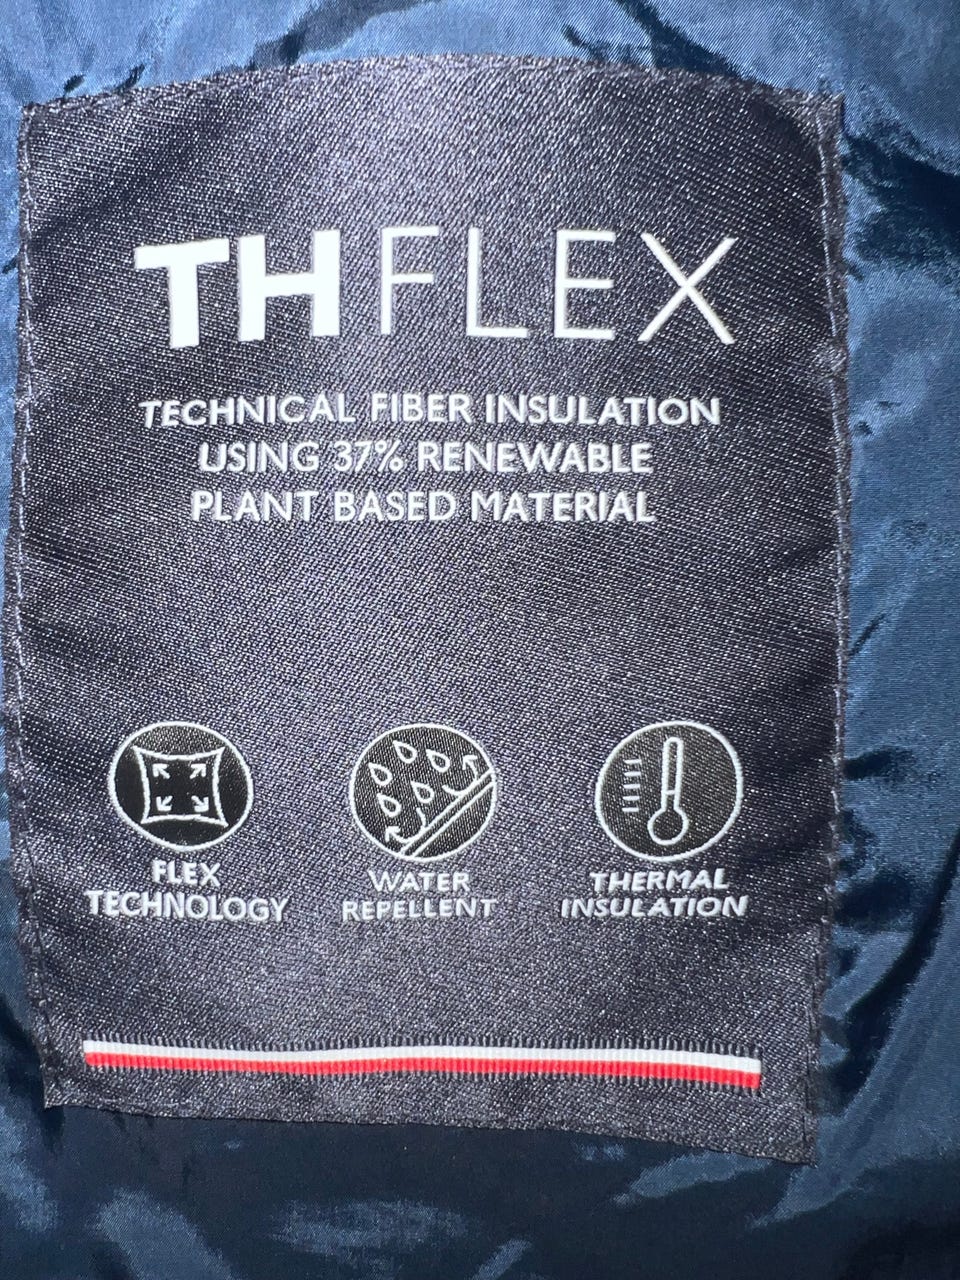 THFLEX
TECHNICAL FIBER INSULATION
USING 37% RENEWABLE
PLANT BASED MATERIAL
FLEX
TECHNOLOGY
WATER
REPELLENT
THERMAL
INSULATION